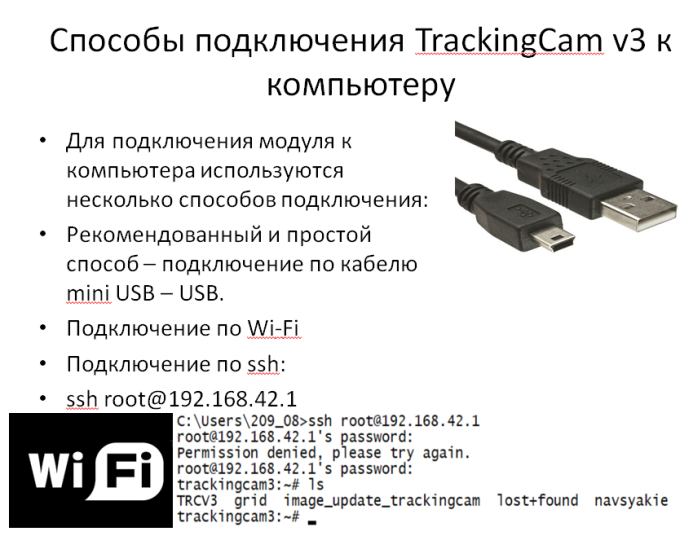 Способы подключения TrackingCam v3 к
компьютеру
• Для подключения модуля к
компьютера используются
несколько способов подключения:
• Рекомендованный и простой
способ – подключение по кабелю
mini USB – USB.
• Подключение по Wi-Fi
• Подключение по ssh:
• ssh root@192.168.42.1
Wi Fi
C:\Users\209_08>ssh root@192.168.42.1
root@192.168.42.1's password:
Permission denied, please try again.
root@192.168.42.1's password:
trackingcam3:~# ls
TRCV3 grid image_update_trackingcam lost+found navsyakie
trackingcam3:~#